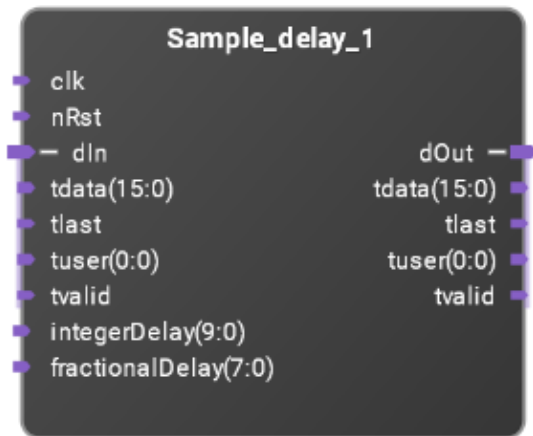 Sample_delay_1
clk
nRst
dIn dOut
tdata(15:0) tdata(15:0)
tlast tlast
tuser(0:0) tuser(0:0)
tvalid tvalid
integerDelay(9:0)
fractionalDelay(7:0)